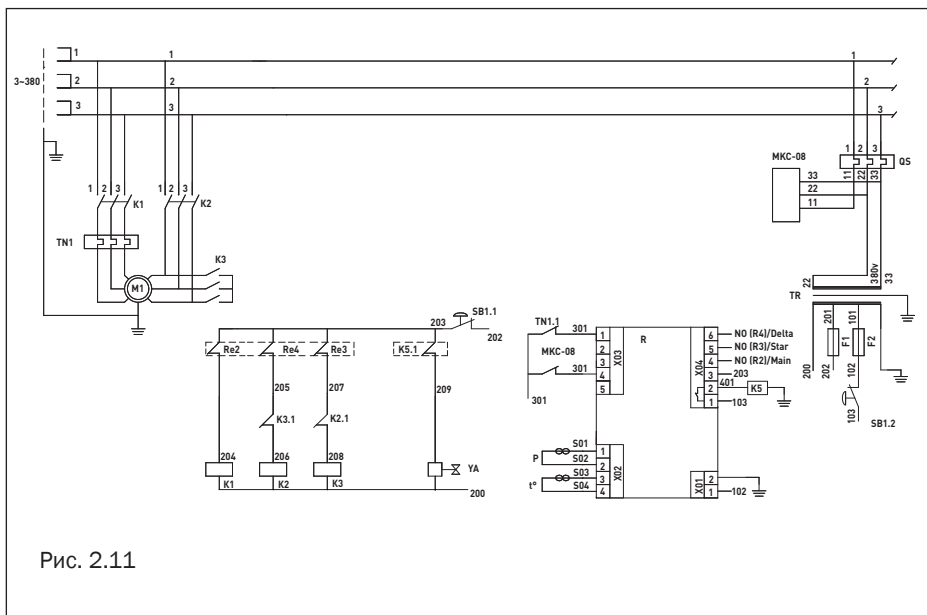 1
1
1
3~380
2
2
2
3
3
3
1 2 3
1 2 3
K1
K2
TN1
K3
M1
MKC-08
1 2 3
QS
11 22 33
33
22
11
22
380v
33
TR
201
101
F1
F2
200
202
102
103
SB1.2
203
SB1.1
202
Re2
Re4
Re3
K5.1
205
207
209
K3.1
K2.1
204
206
208
YA
K1
K2
K3
200
TN1.1
301
1
R
6
NO (R4)/Delta
2
X03
5
NO (R3)/Star
MKC-08
3
X04
4
NO (R2)/Main
301
4
3
203
5
2
401
K5
301
1
103
S01
1
P
S02
2
X02
S03
3
t°
S04
4
X01
2
1
102
Рис. 2.11